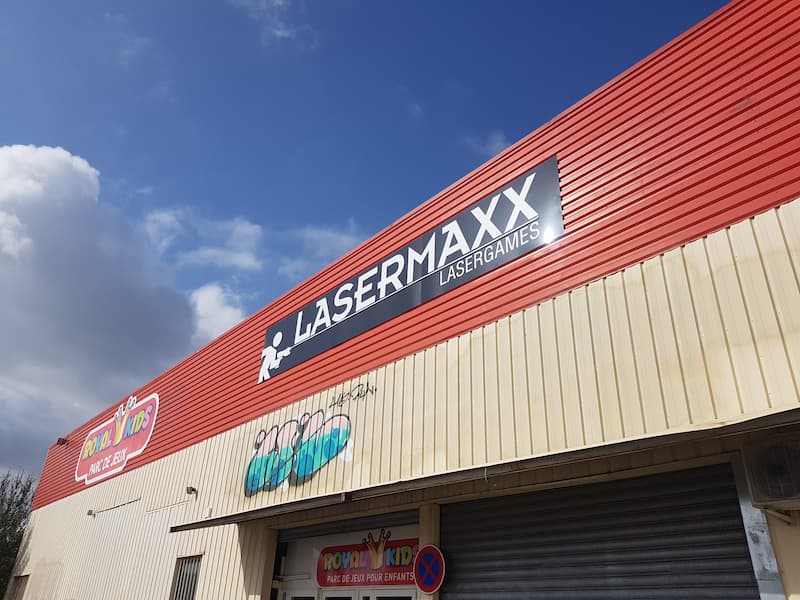 LASERMAXX
LASERGAMES
ROYAL KIDS
PARC DE JEUX
ROYAL KIDS
PARC DE JEUX POUR ENFANTS